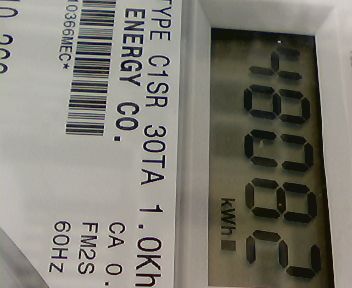 48082
kWh
TYPE C1SR 30TA 1.0Kh
ENERGY CO. CA 0.
FM2S
60HZ
10366MEC*